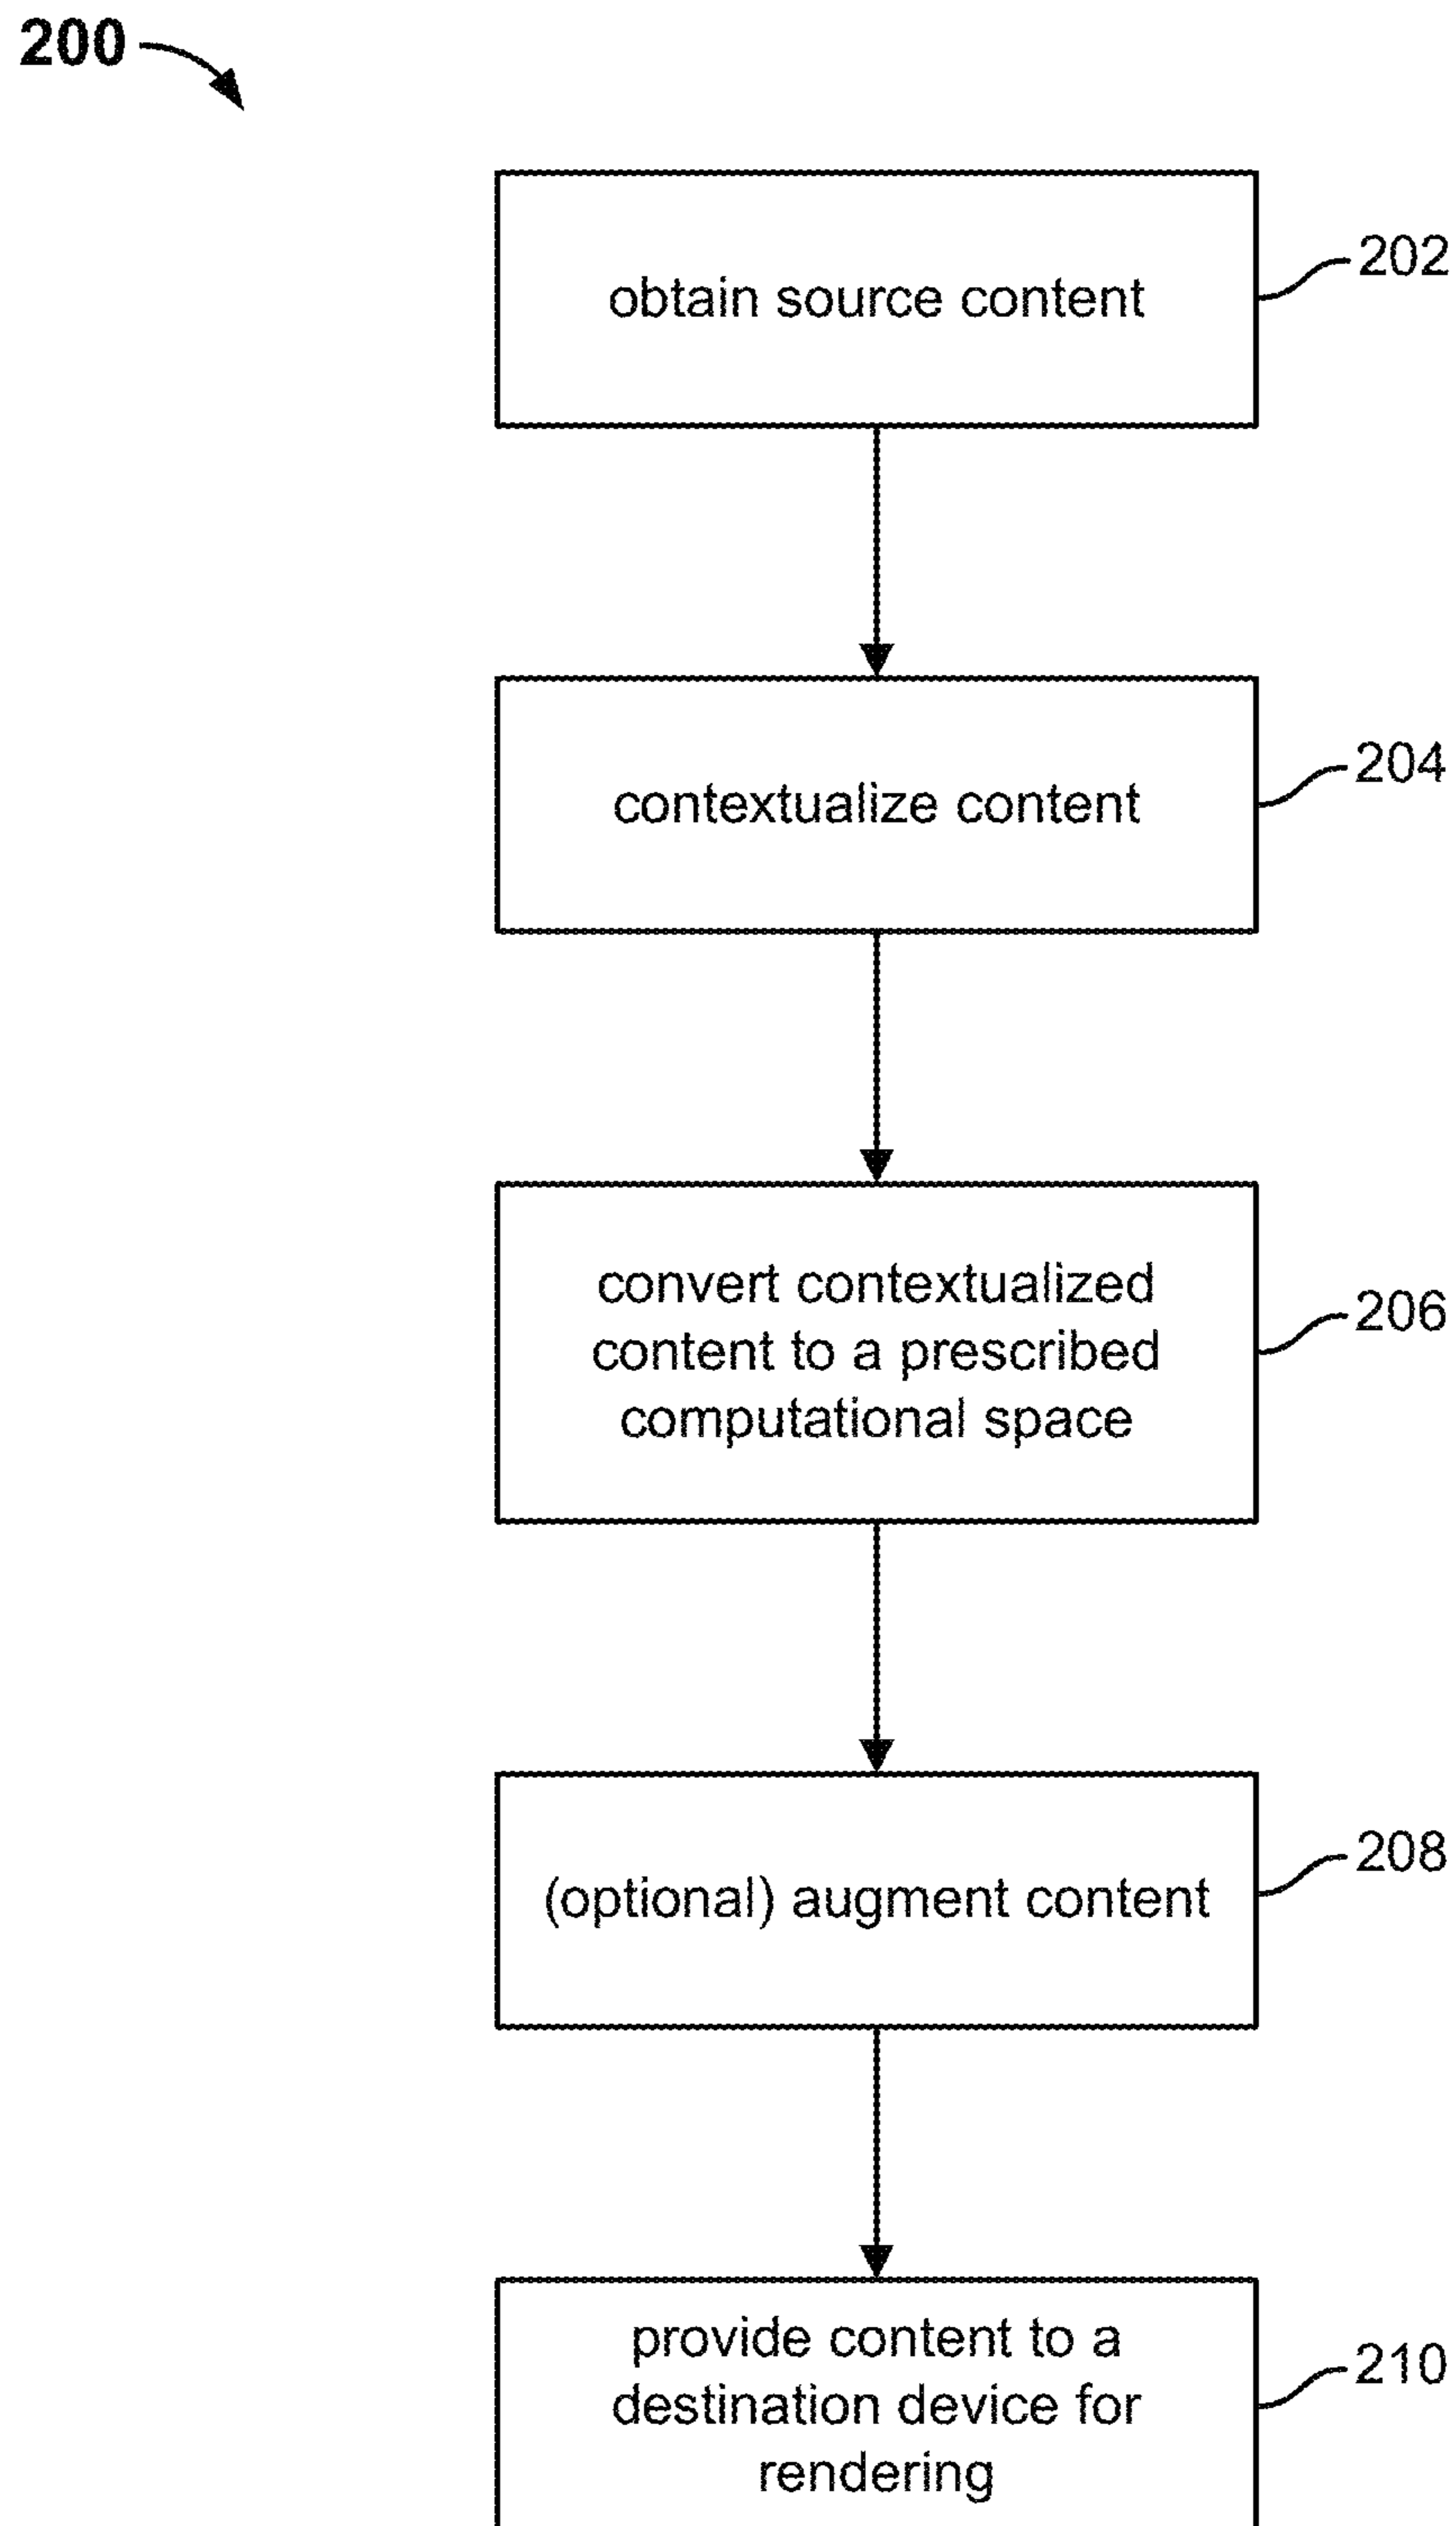 200
obtain source content
202
contextualize content
204
convert contextualized
content to a prescribed
computational space
206
(optional) augment content
208
provide content to a
destination device for
rendering
210